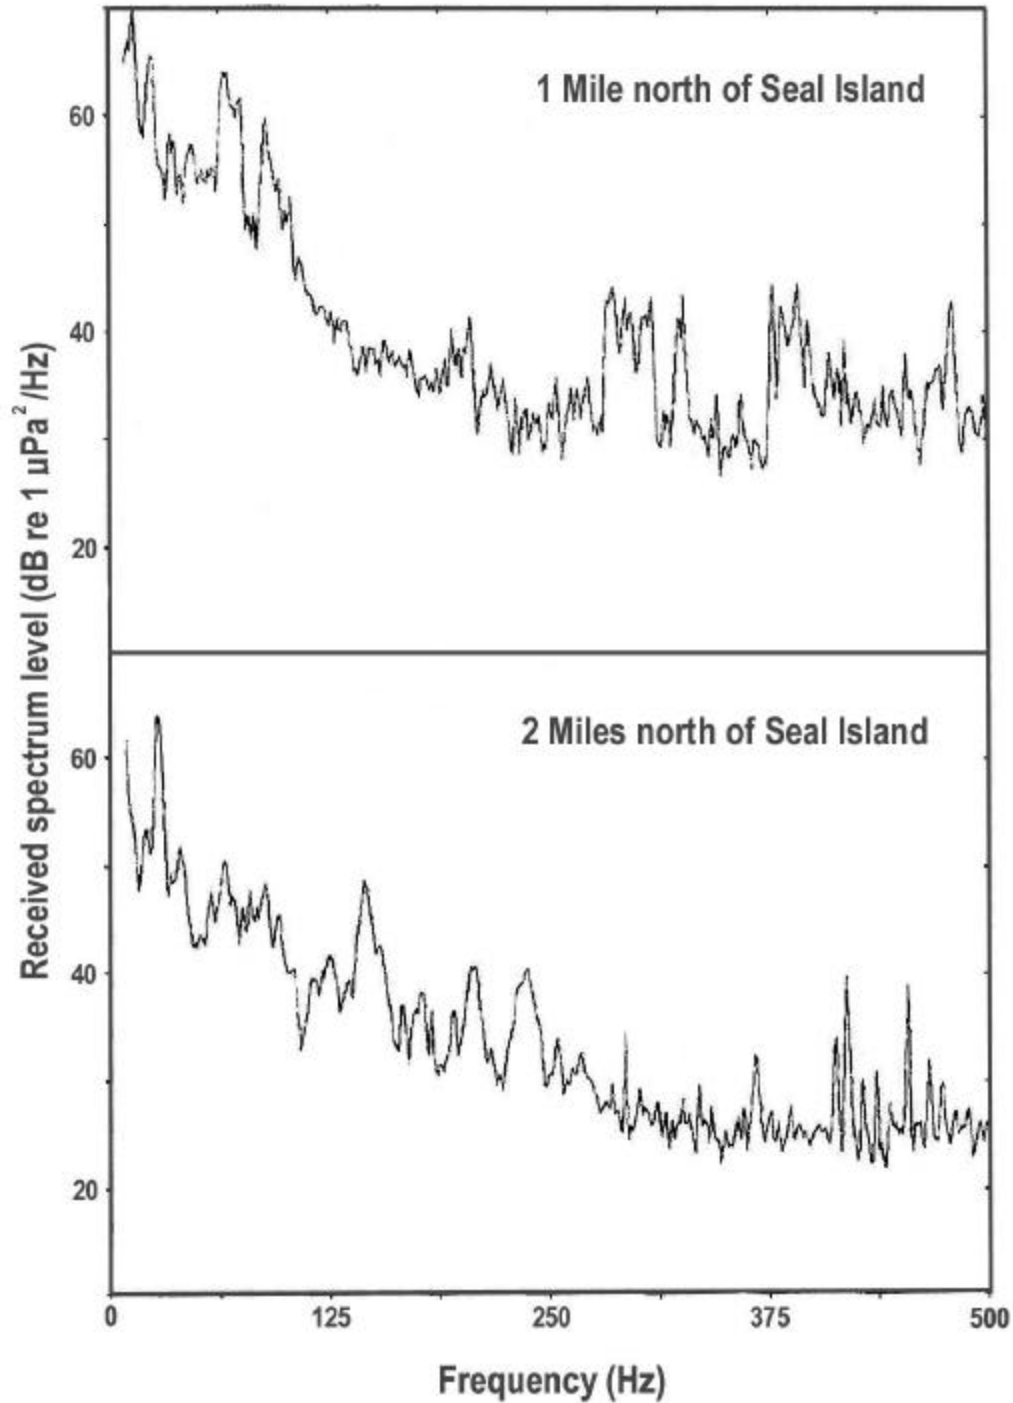 1 Mile north of Seal Island
60
40
20
2 Miles north of Seal Island
60
40
20
Received spectrum level (dB re 1 µPa² /Hz)
0 125 250 375 500
Frequency (Hz)